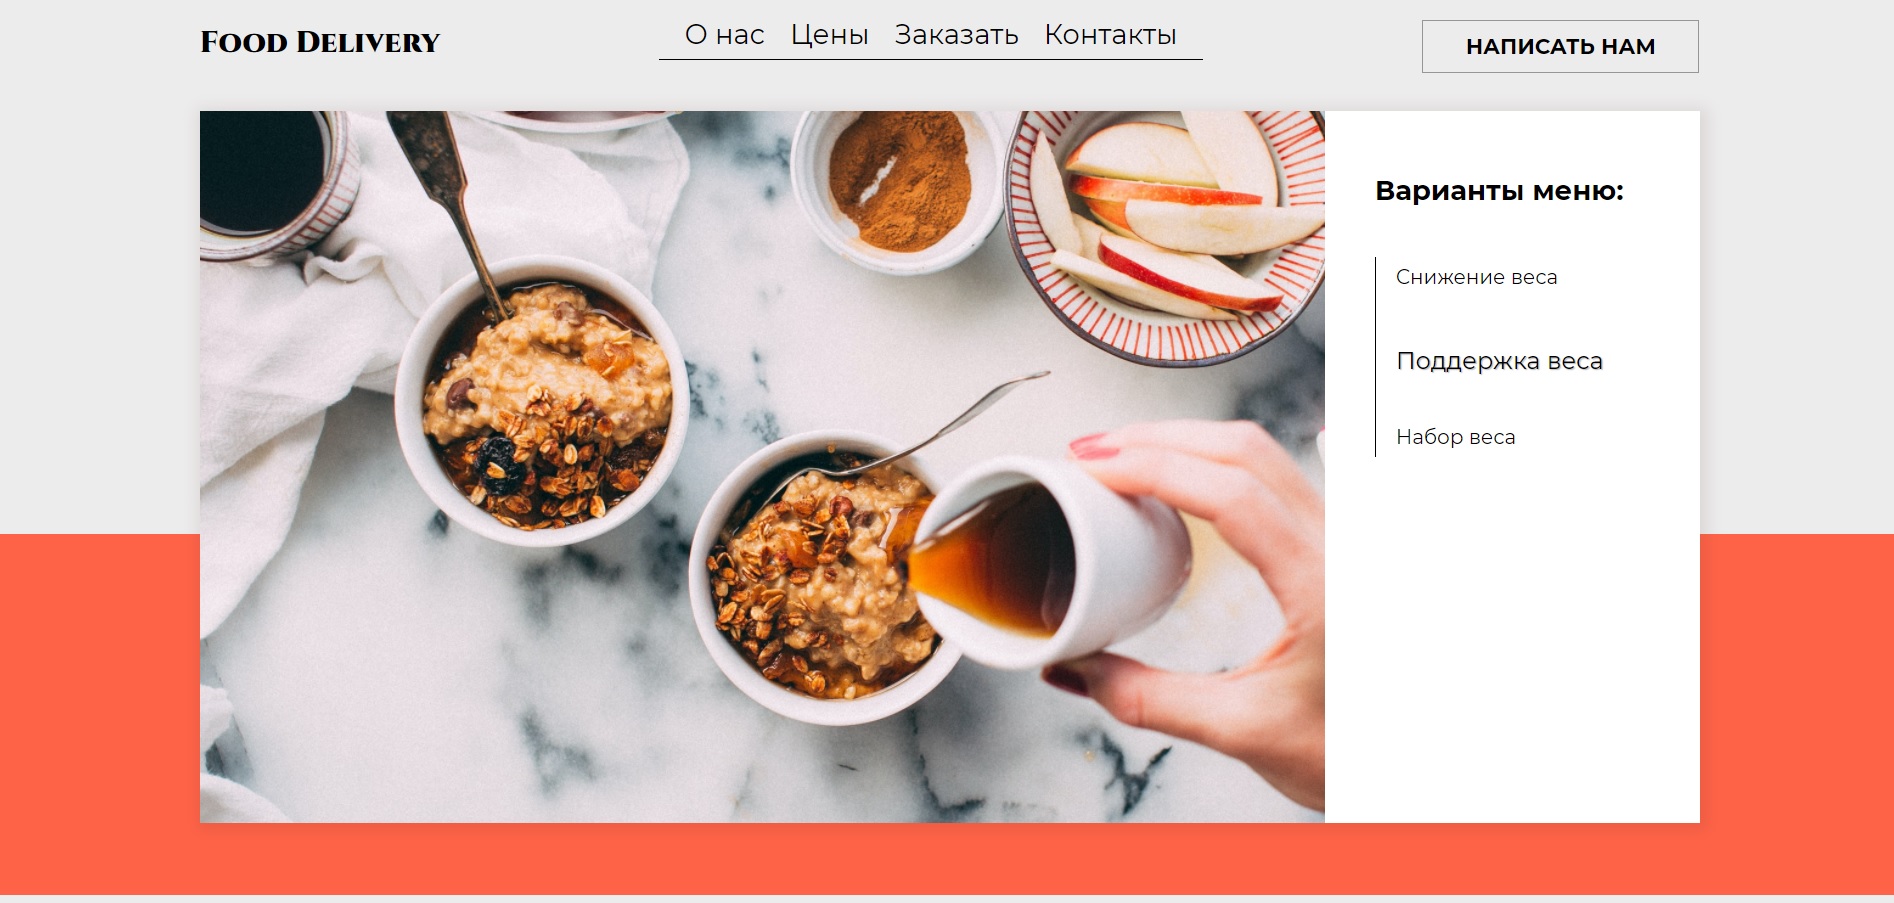 Food Delivery
О нас Цены Заказать Контакты
НАПИСАТЬ НАМ
Варианты меню:
Снижение веса
Поддержка веса
Набор веса